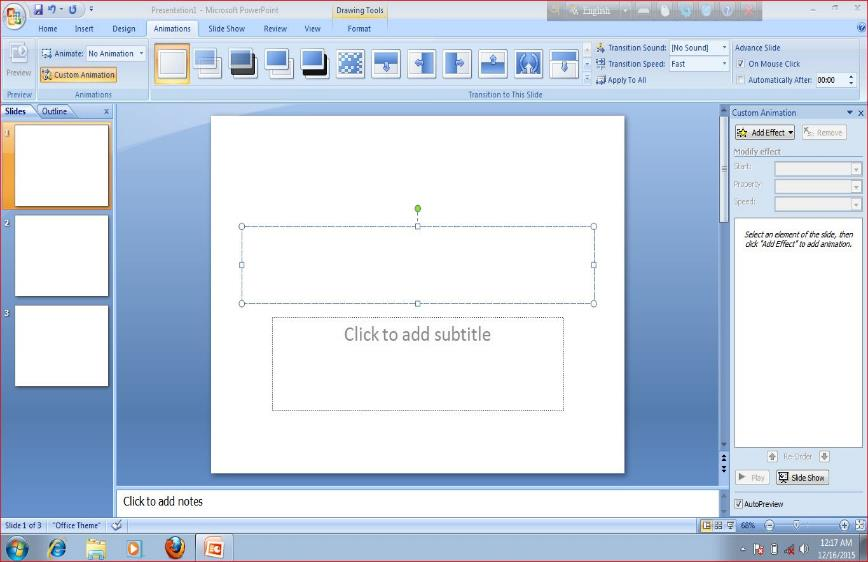 Presentation1 - Microsoft PowerPoint
Drawing Tools
English
Home Insert Design Animations Slide Show Review View Format
Preview
Animate: No Animation
Custom Animation
Transition Sound: [No Sound]
Transition Speed: Fast
Apply To All
Advance Slide
On Mouse Click
Automatically After: 00:00
Preview Animations Transition to This Slide
Slides Outline x
1
2
3
Click to add subtitle
Click to add notes
Custom Animation
Add Effect Remove
Modify effect
Start:
Property:
Speed:
Select an element of the slide, then
click "Add Effect" to add animation.
Re-Order
Play Slide Show
AutoPreview
Slide 1 of 3 "Office Theme" 68%
12:17 AM
12/16/2015